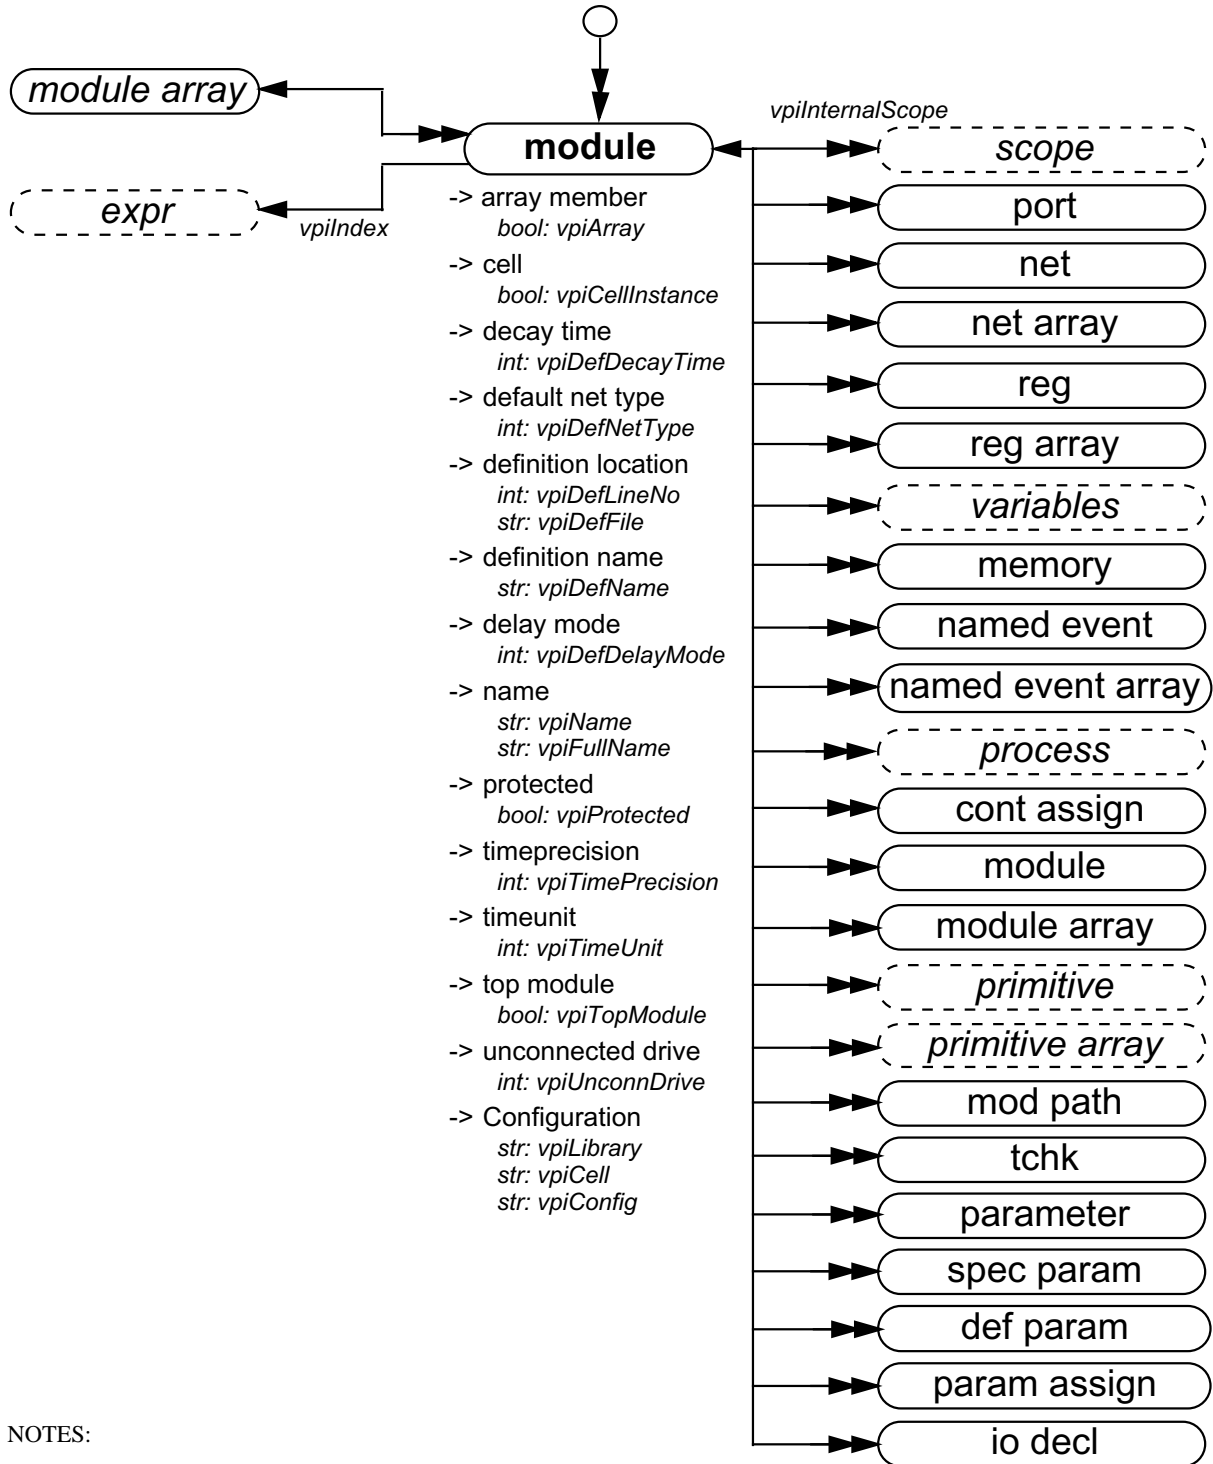 module array
expr
vpiIndex
module
-> array member
bool: vpiArray
-> cell
bool: vpiCellInstance
-> decay time
int: vpiDefDecayTime
-> default net type
int: vpiDefNetType
-> definition location
int: vpiDefLineNo
str: vpiDefFile
-> definition name
str: vpiDefName
-> delay mode
int: vpiDefDelayMode
-> name
str: vpiName
str: vpiFullName
-> protected
bool: vpiProtected
-> timeprecision
int: vpiTimePrecision
-> timeunit
int: vpiTimeUnit
-> top module
bool: vpiTopModule
-> unconnected drive
int: vpiUnconnDrive
-> Configuration
str: vpiLibrary
str: vpiCell
str: vpiConfig
vpiInternalScope
scope
port
net
net array
reg
reg array
variables
memory
named event
named event array
process
cont assign
module
module array
primitive
primitive array
mod path
tchk
parameter
spec param
def param
param assign
io decl
NOTES: